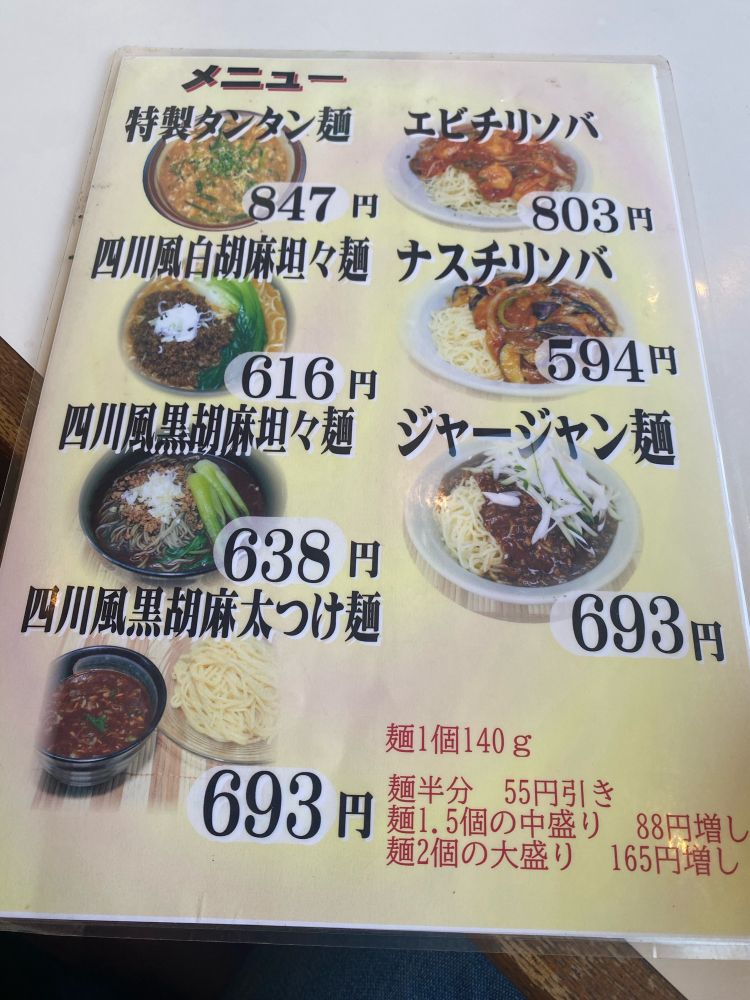 メニュー
特製タンタン麺
847円
四川風白胡麻坦々麺
616円
四川風黒胡麻坦々麺
638円
四川風黒胡麻太つけ麺
693円
エビチリソバ
803円
ナスチリソバ
594円
ジャージャン麺
693円
麺1個140g
麺半分 55円引き
麺1.5個の中盛り 88円増し
麺2個の大盛り 165円増し